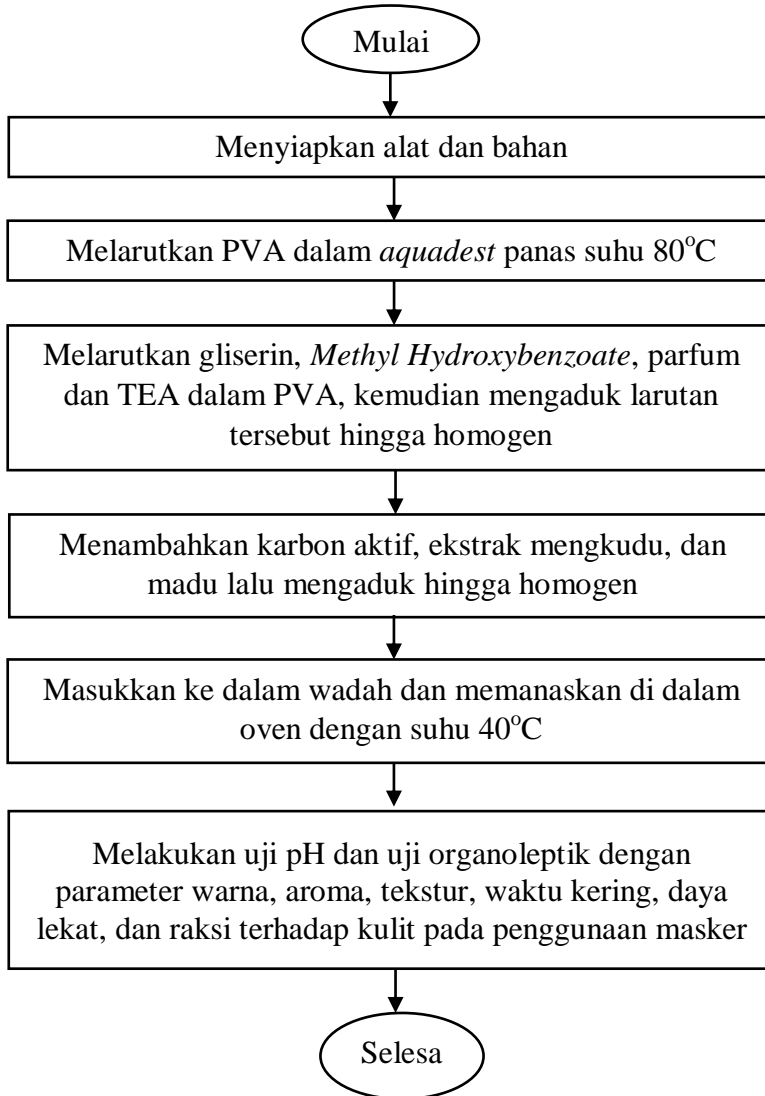 Mulai
Menyiapkan alat dan bahan
Melarutkan PVA dalam aquadest panas suhu 80°C
Melarutkan gliserin, Methyl Hydroxybenzoate, parfum
dan TEA dalam PVA, kemudian mengaduk larutan
tersebut hingga homogen
Menambahkan karbon aktif, ekstrak mengkudu, dan
madu lalu mengaduk hingga homogen
Masukkan ke dalam wadah dan memanaskan di dalam
oven dengan suhu 40°C
Melakukan uji pH dan uji organoleptik dengan
parameter warna, aroma, tekstur, waktu kering, daya
lekat, dan raksi terhadap kulit pada penggunaan masker
Selesa